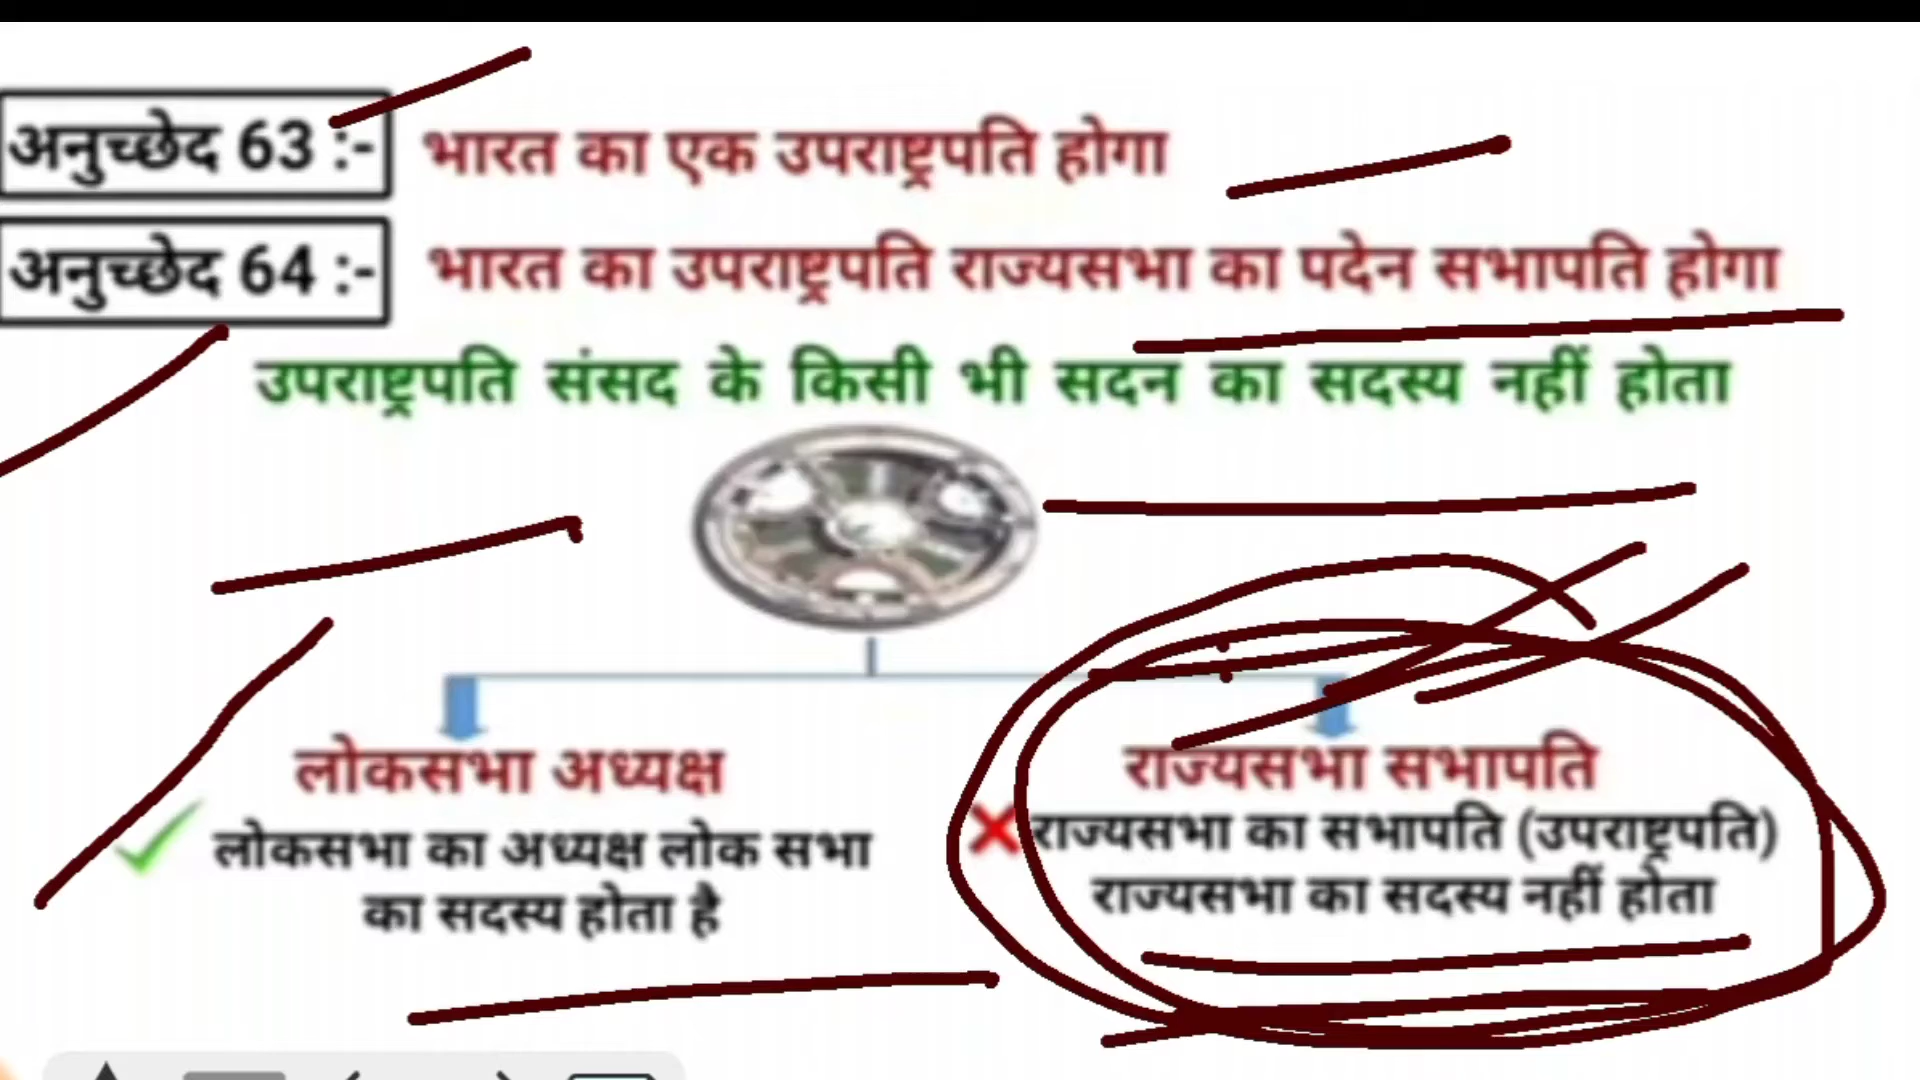 अनुच्छेद 63 :- भारत का एक उपराष्ट्रपति होगा
अनुच्छेद 64 :- भारत का उपराष्ट्रपति राज्यसभा का पदेन सभापति होगा
उपराष्ट्रपति संसद के किसी भी सदन का सदस्य नहीं होता
लोकसभा अध्यक्ष
लोकसभा का अध्यक्ष लोक सभा
का सदस्य होता है
राज्यसभा सभापति
राज्यसभा का सभापति (उपराष्ट्रपति)
राज्यसभा का सदस्य नहीं होता